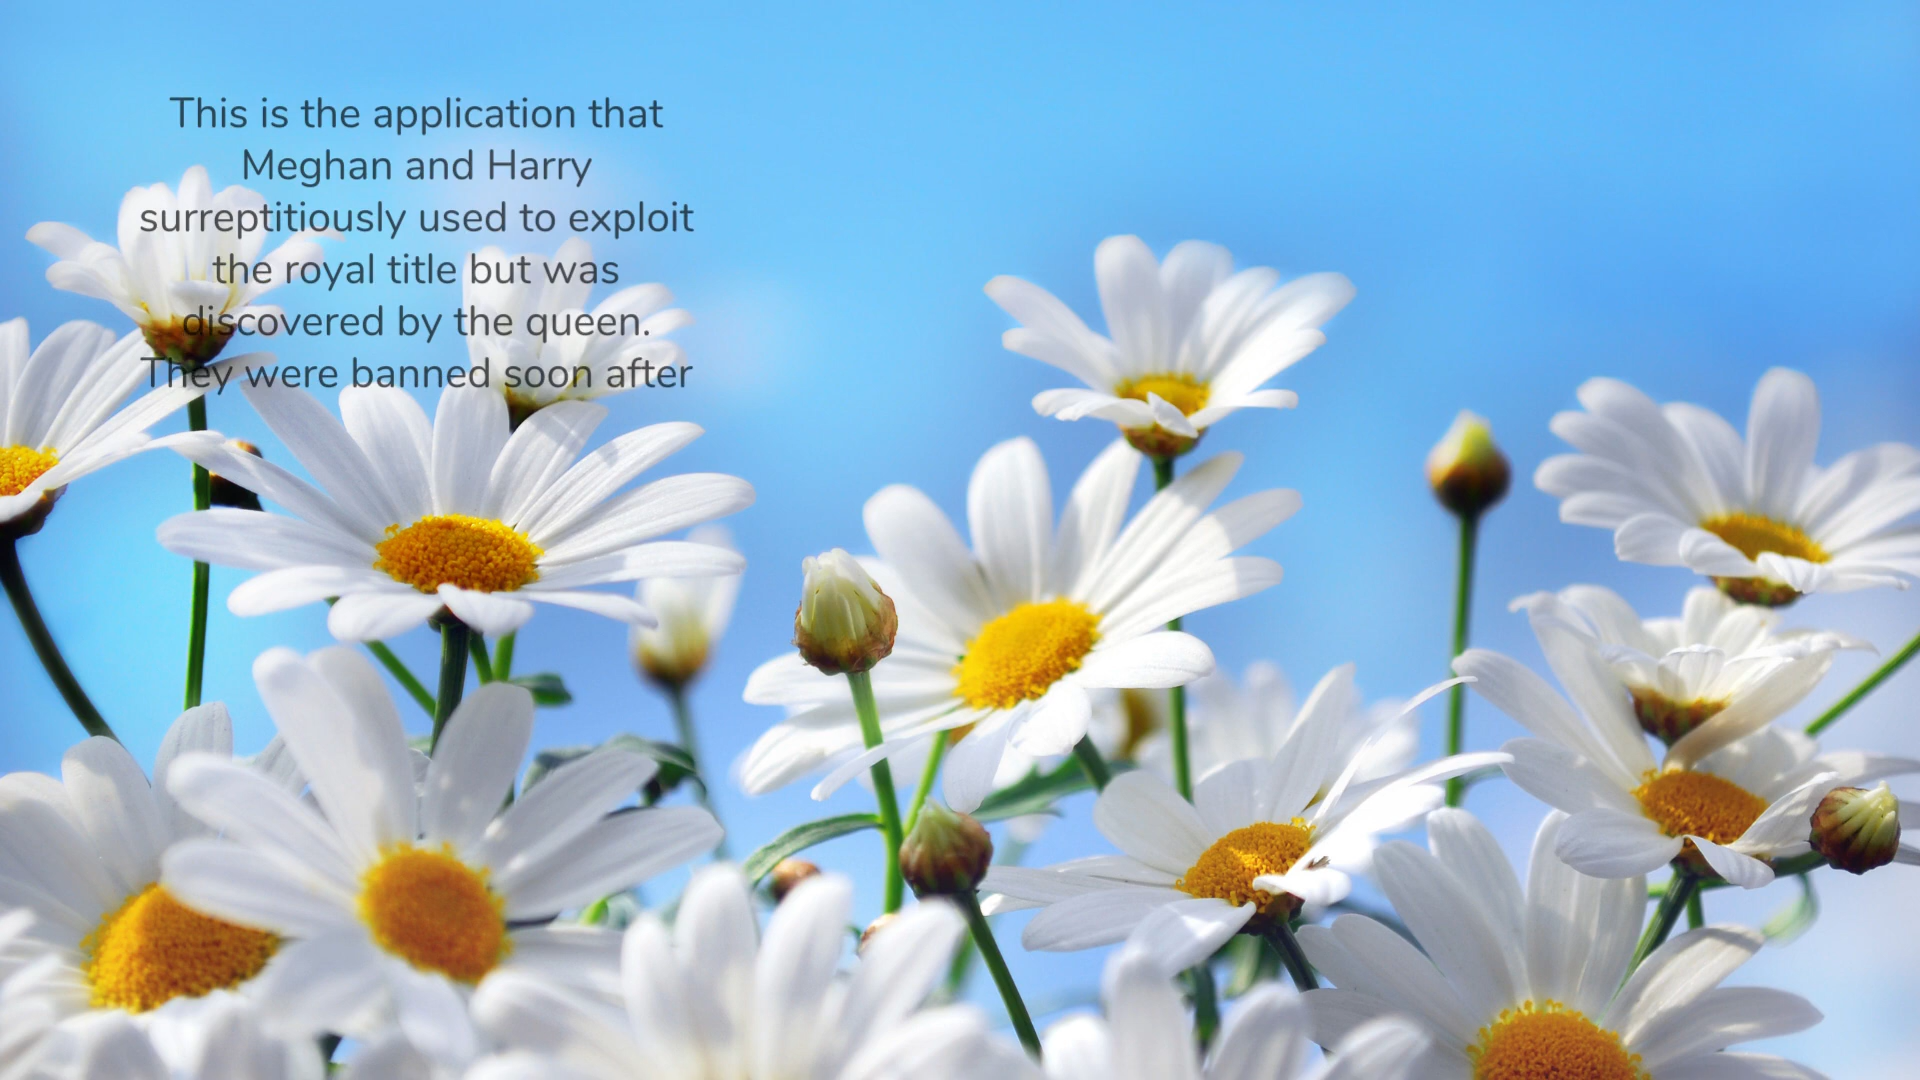 This is the application that
Meghan and Harry
surreptitiously used to exploit
the royal title but was
discovered by the queen.
They were banned soon after